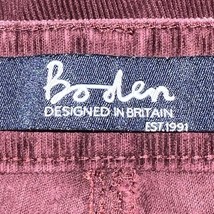 Boden
DESIGNED IN BRITAIN
EST.1991